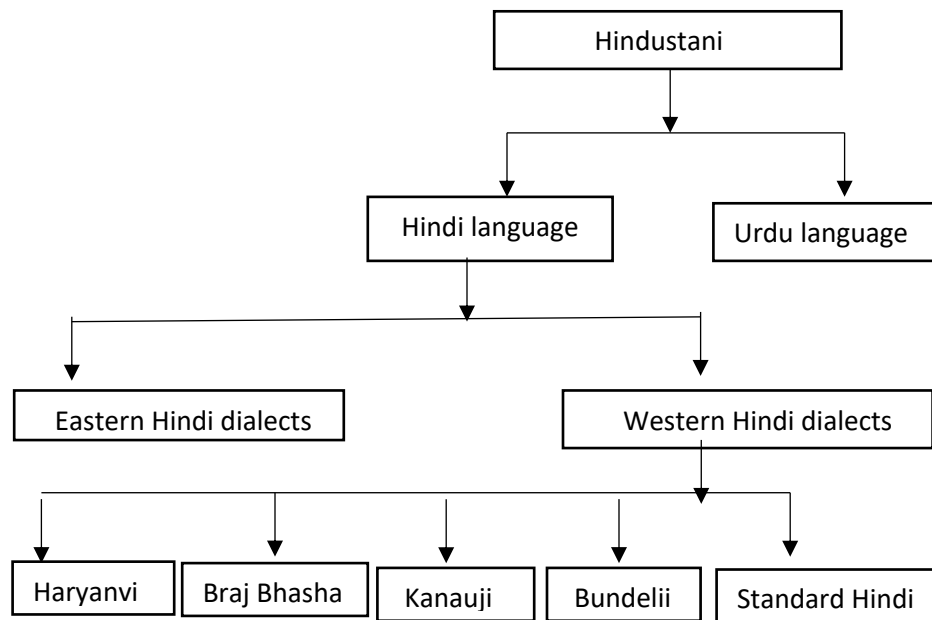 Hindustani
Hindi language
Urdu language
Eastern Hindi dialects
Western Hindi dialects
Haryanvi
Braj Bhasha
Kanauji
Bundelii
Standard Hindi